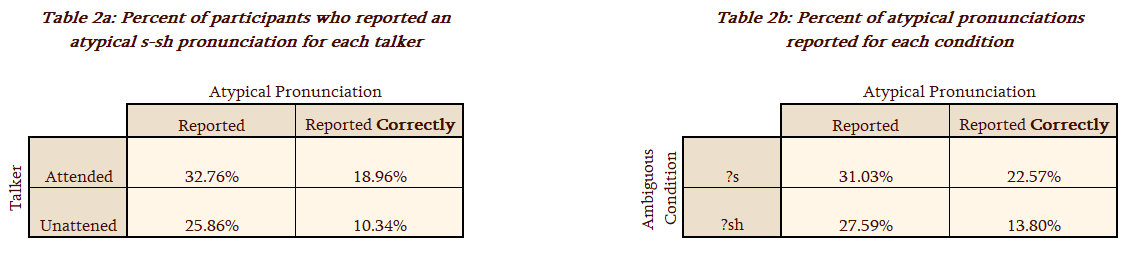 Table 2a: Percent of participants who reported an
atypical s-sh pronunciation for each talker
Atypical Pronunciation
Reported
Reported Correctly
Talker
Attended
32.76%
18.96%
Unattened
25.86%
10.34%
Table 2b: Percent of atypical pronunciations
reported for each condition
Atypical Pronunciation
Reported
Reported Correctly
Ambiguous
Condition
?s
31.03%
22.57%
?sh
27.59%
13.80%